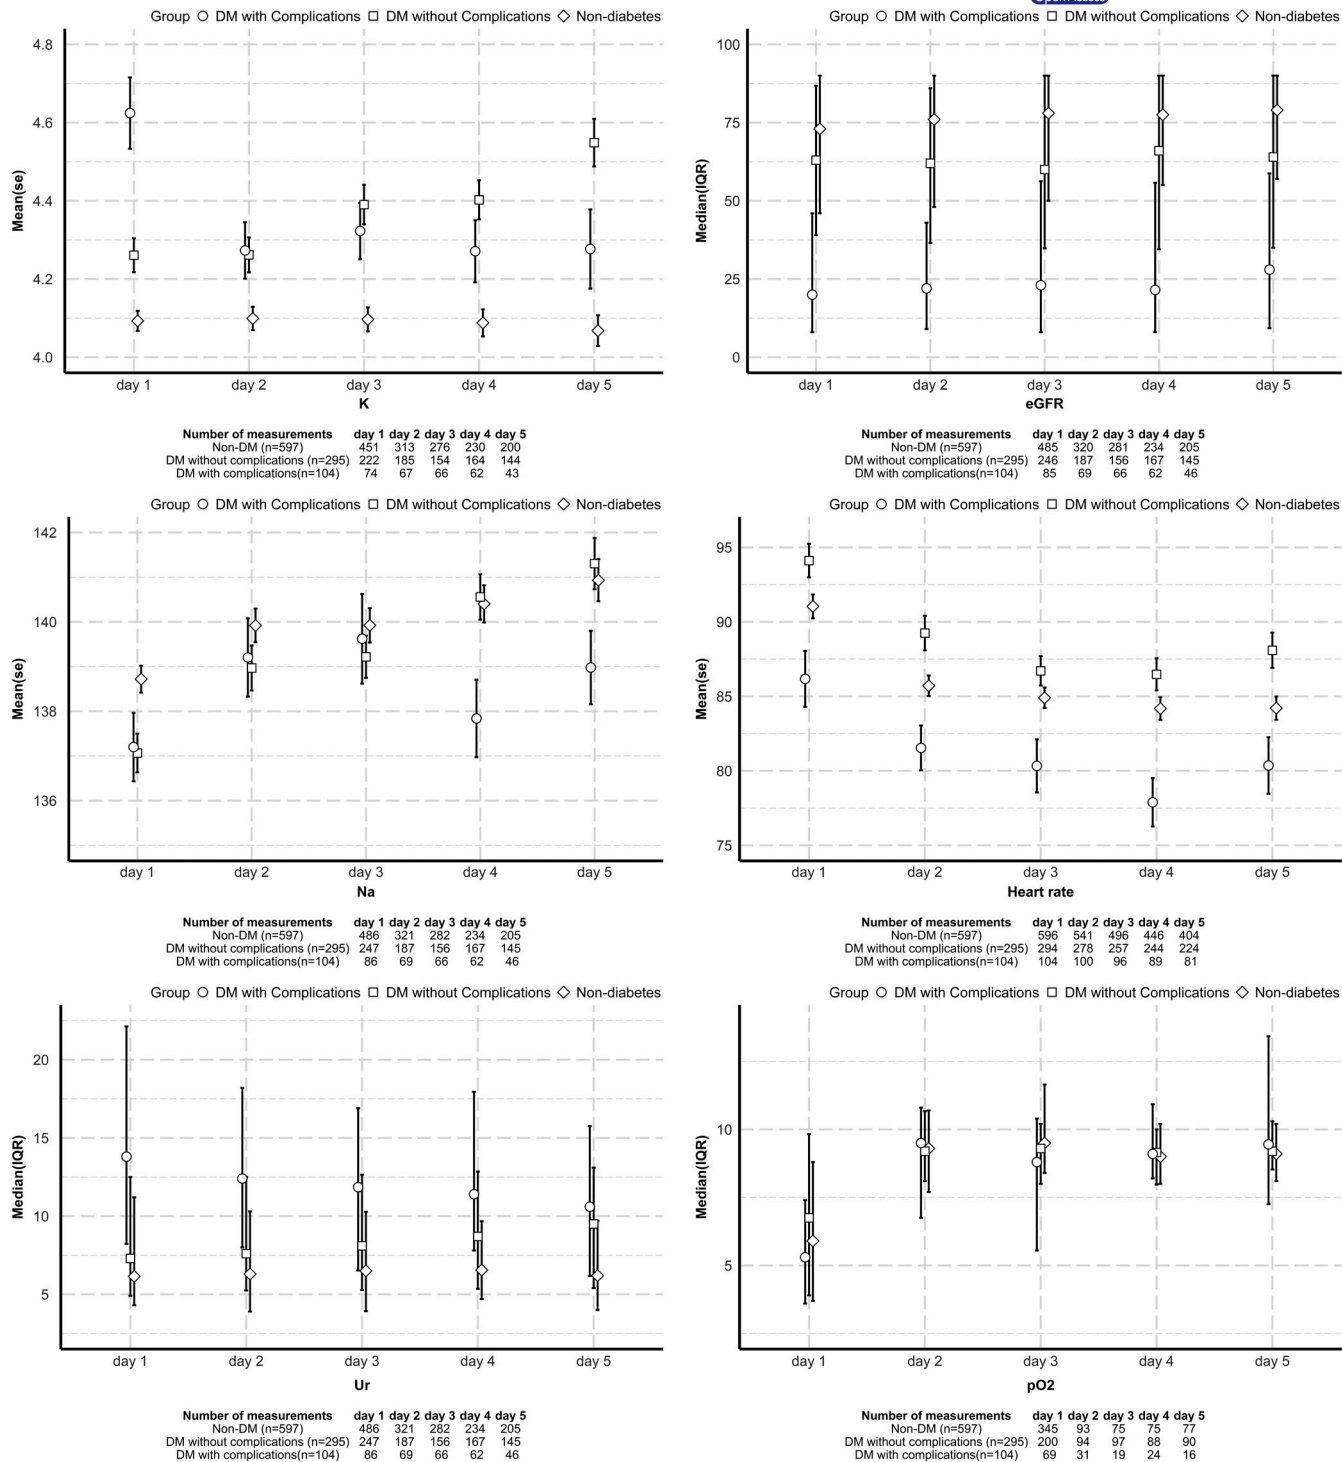 Open Access
Group DM with Complications DM without Complications Non-diabetes
4.8
4.6
4.4
4.2
4.0
Mean(se)
day 1 day 2 day 3 day 4 day 5
K
Number of measurements day 1 day 2 day 3 day 4 day 5
Non-DM (n=597) 451 313 276 230 200
DM without complications (n=295) 222 185 154 164 144
DM with complications(n=104) 74 67 66 62 43
Group DM with Complications DM without Complications Non-diabetes
100
75
50
25
0
Median(IQR)
day 1 day 2 day 3 day 4 day 5
eGFR
Number of measurements day 1 day 2 day 3 day 4 day 5
Non-DM (n=597) 485 320 281 234 205
DM without complications (n=295) 246 187 156 167 145
DM with complications(n=104) 85 69 66 62 46
Group DM with Complications DM without Complications Non-diabetes
142
140
138
136
Mean(se)
day 1 day 2 day 3 day 4 day 5
Na
Number of measurements day 1 day 2 day 3 day 4 day 5
Non-DM (n=597) 486 321 282 234 205
DM without complications (n=295) 247 187 156 167 145
DM with complications(n=104) 86 69 66 62 46
Group DM with Complications DM without Complications Non-diabetes
95
90
85
80
75
Mean(se)
day 1 day 2 day 3 day 4 day 5
Heart rate
Number of measurements day 1 day 2 day 3 day 4 day 5
Non-DM (n=597) 596 541 496 446 404
DM without complications (n=295) 294 278 257 244 224
DM with complications(n=104) 104 100 96 89 81
Group DM with Complications DM without Complications Non-diabetes
20
15
10
5
Median(IQR)
day 1 day 2 day 3 day 4 day 5
Ur
Number of measurements day 1 day 2 day 3 day 4 day 5
Non-DM (n=597) 486 321 282 234 205
DM without complications (n=295) 247 187 156 167 145
DM with complications(n=104) 86 69 66 62 46
Group DM with Complications DM without Complications Non-diabetes
10
5
Median(IQR)
day 1 day 2 day 3 day 4 day 5
pO2
Number of measurements day 1 day 2 day 3 day 4 day 5
Non-DM (n=597) 345 93 75 75 77
DM without complications (n=295) 200 94 97 88 90
DM with complications(n=104) 69 31 19 24 16